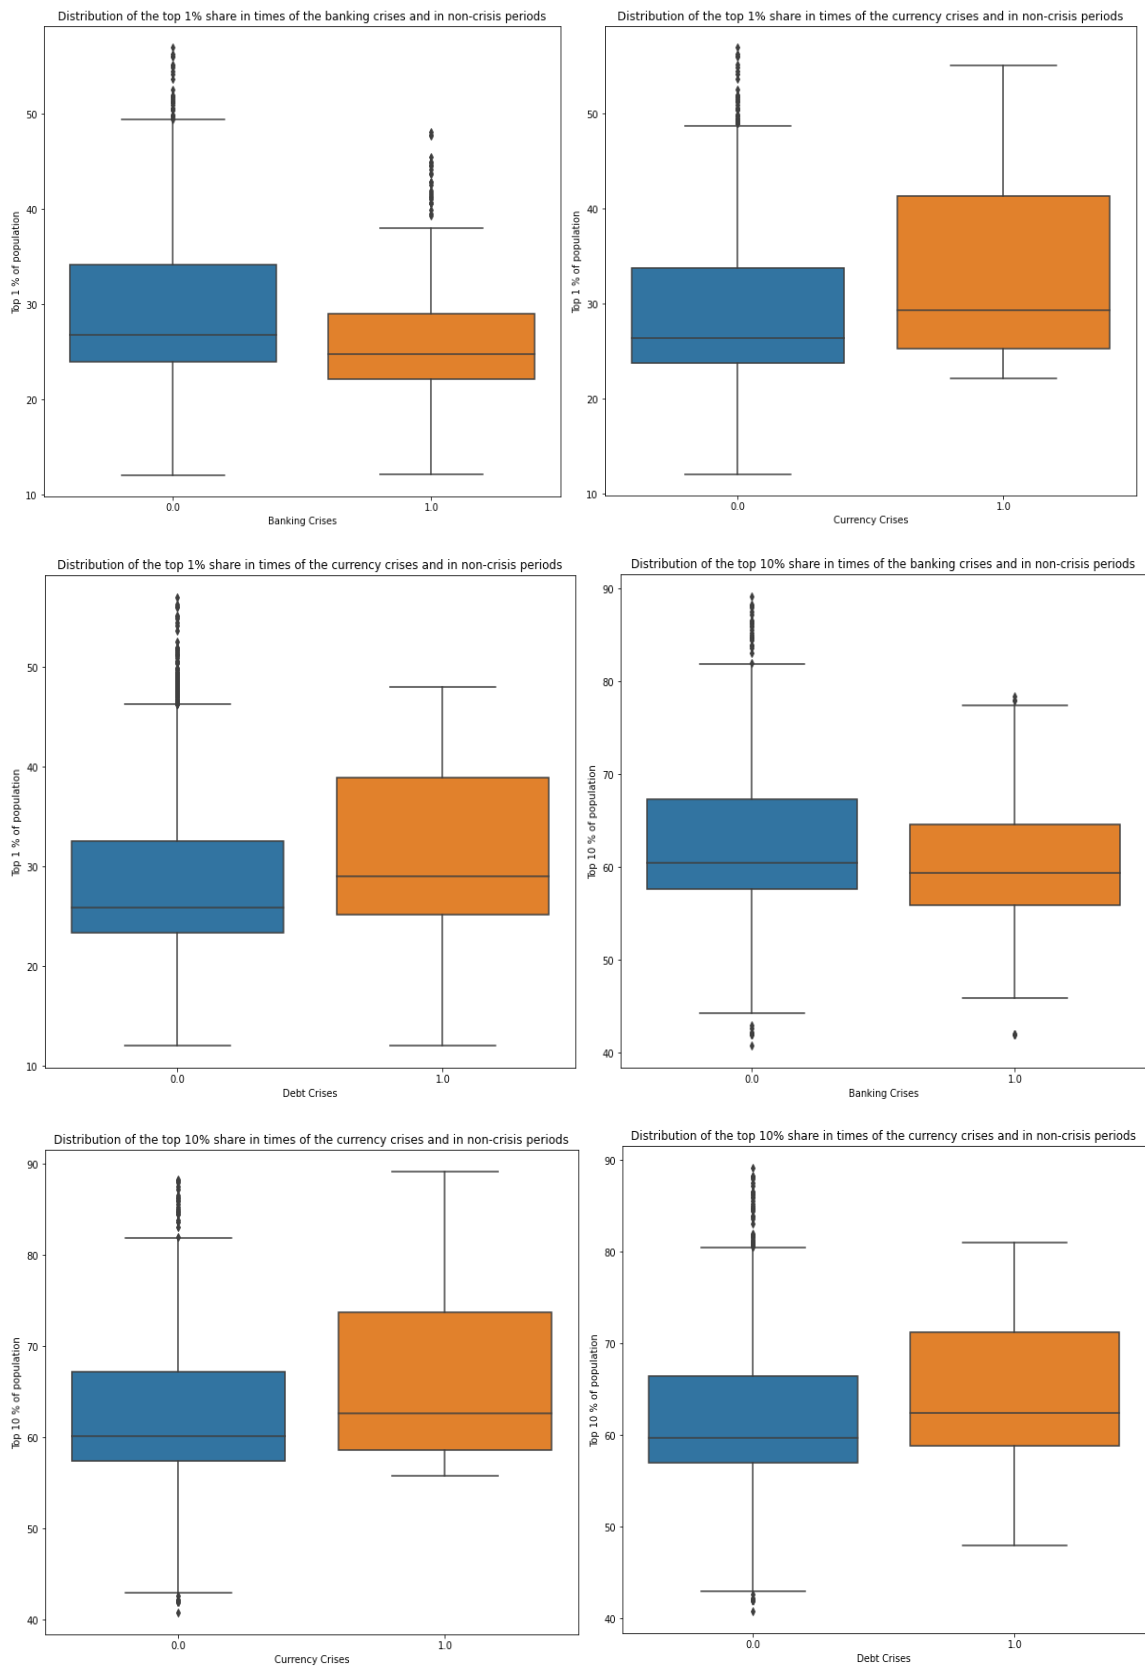 Distribution of the top 1% share in times of the banking crises and in non-crisis periods
50
40
30
20
10
Top 1 % of population
0.0
1.0
Banking Crises
Distribution of the top 1% share in times of the currency crises and in non-crisis periods
50
40
30
20
10
Top 1 % of population
0.0
1.0
Currency Crises
Distribution of the top 1% share in times of the currency crises and in non-crisis periods
50
40
30
20
10
Top 1 % of population
0.0
1.0
Debt Crises
Distribution of the top 10% share in times of the banking crises and in non-crisis periods
90
80
70
60
50
40
Top 10 % of population
0.0
1.0
Banking Crises
Distribution of the top 10% share in times of the currency crises and in non-crisis periods
90
80
70
60
50
40
Top 10 % of population
0.0
1.0
Currency Crises
Distribution of the top 10% share in times of the currency crises and in non-crisis periods
90
80
70
60
50
40
Top 10 % of population
0.0
1.0
Debt Crises